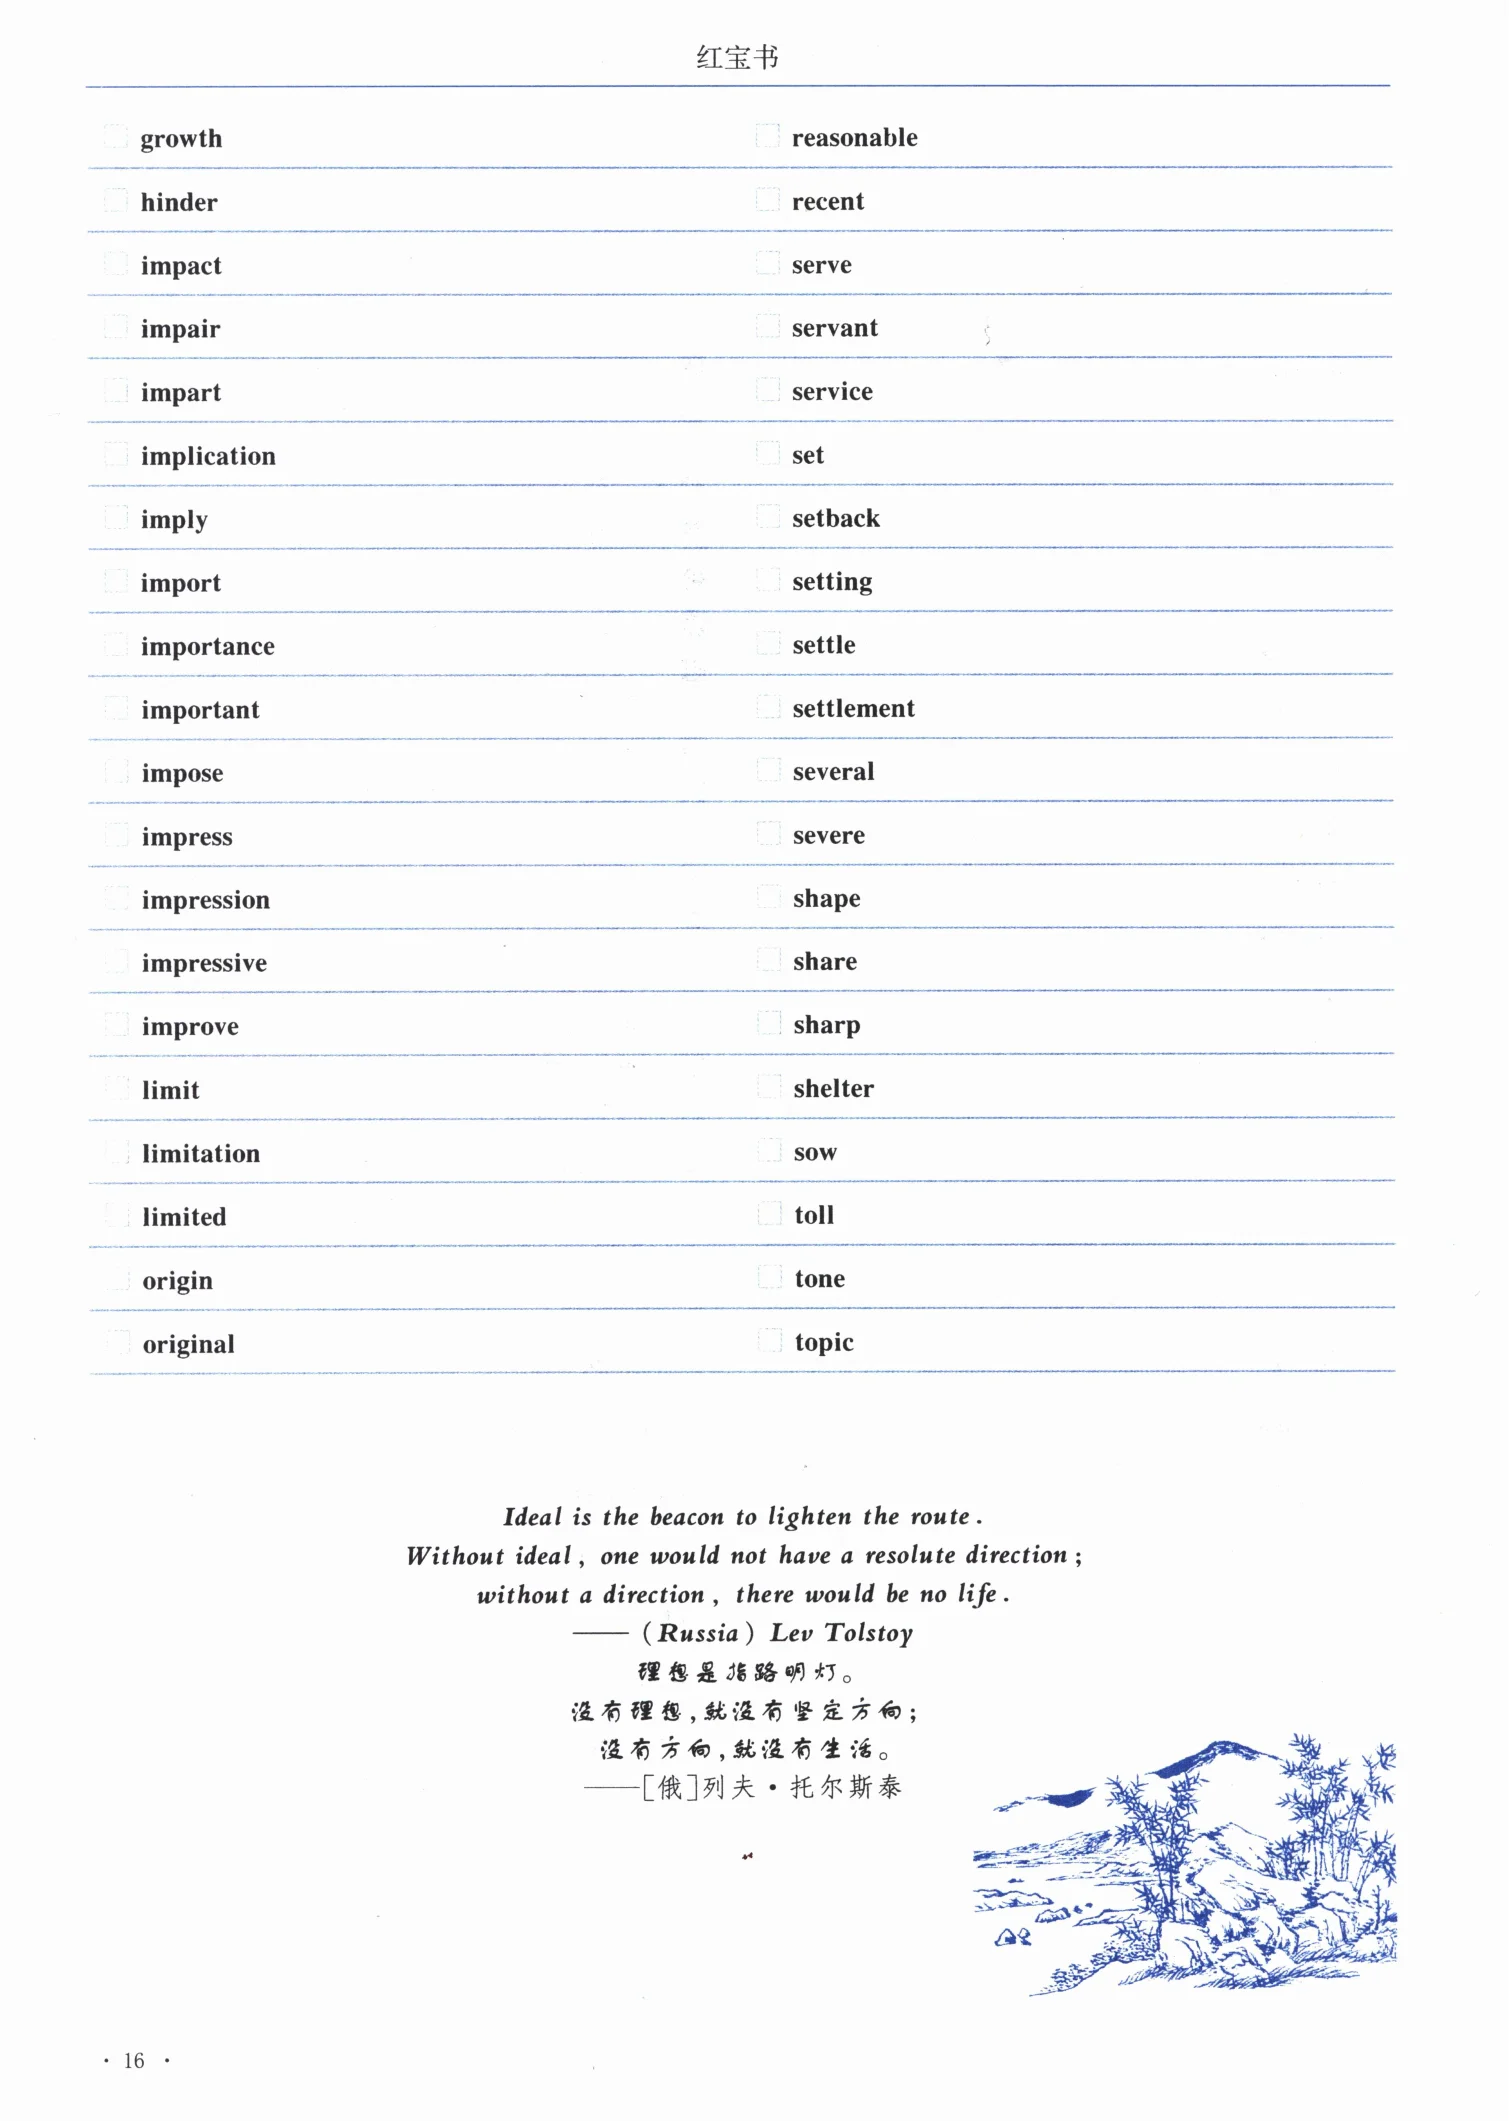 红宝书
growth
hinder
impact
impair
impart
implication
imply
import
importance
important
impose
impress
impression
impressive
improve
limit
limitation
limited
origin
original
reasonable
recent
serve
servant
service
set
setback
setting
settle
settlement
several
severe
shape
share
sharp
shelter
sow
toll
tone
topic
Ideal is the beacon to lighten the route.
Without ideal, one would not have a resolute direction;
without a direction, there would be no life.
——(Russia) Lev Tolstoy
理想是指路明灯。
没有理想,就没有坚定方向;
没有方向,就没有生活。
——[俄]列夫·托尔斯泰
· 16 ·